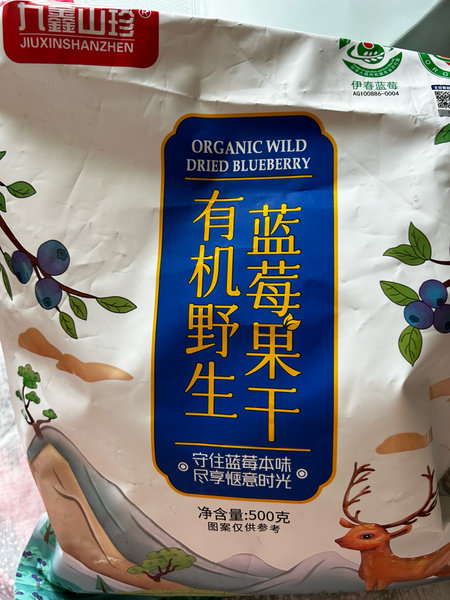 九鑫山珍®
JIUXINSHANZHEN
伊春蓝莓
AGI00886-0004
ORGANIC WILD
DRIED BLUEBERRY
有机野生
蓝莓果干
守住蓝莓本味
尽享惬意时光
净含量:500克
图案仅供参考